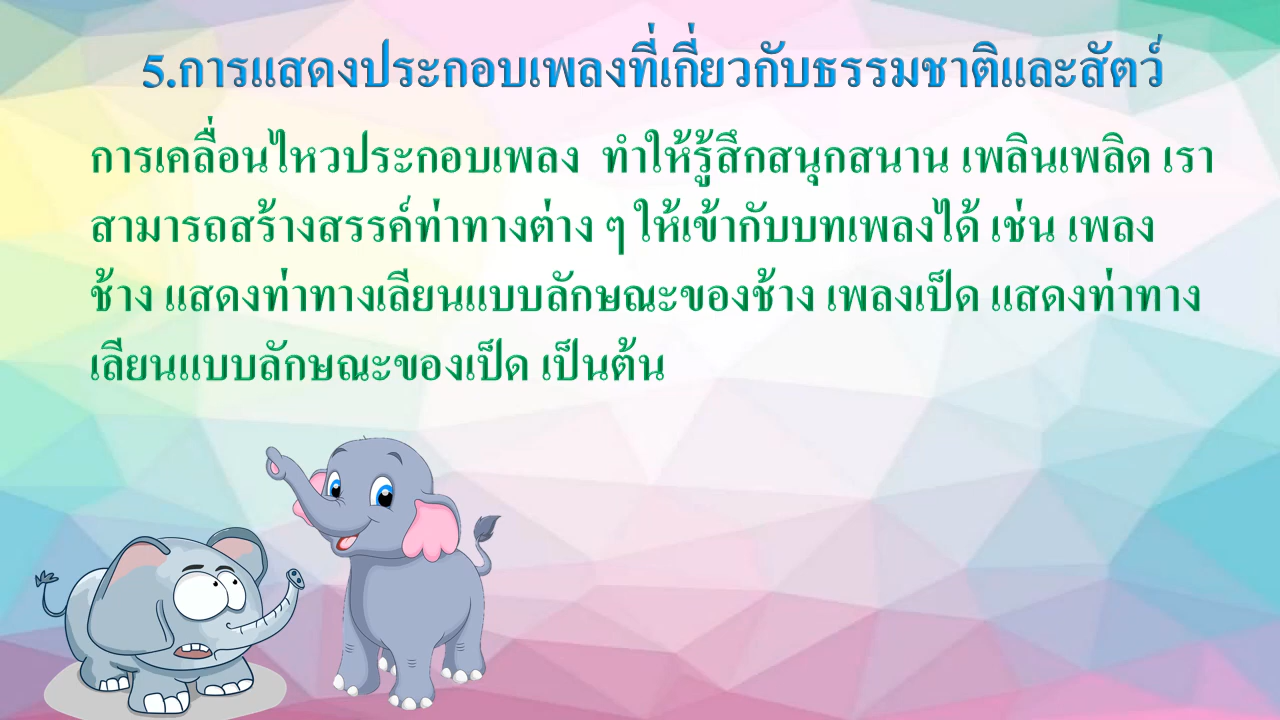 5.การแสดงประกอบเพลงที่เกี่ยวกับธรรมชาติและสัตว์
การเคลื่อนไหวประกอบเพลง ทำให้รู้สึกสนุกสนาน เพลินเพลิด เรา
สามารถสร้างสรรค์ท่าทางต่าง ๆ ให้เข้ากับบทเพลงได้ เช่น เพลง
ช้าง แสดงท่าทางเลียนแบบลักษณะของช้าง เพลงเป็ด แสดงท่าทาง
เลียนแบบลักษณะของเป็ด เป็นต้น